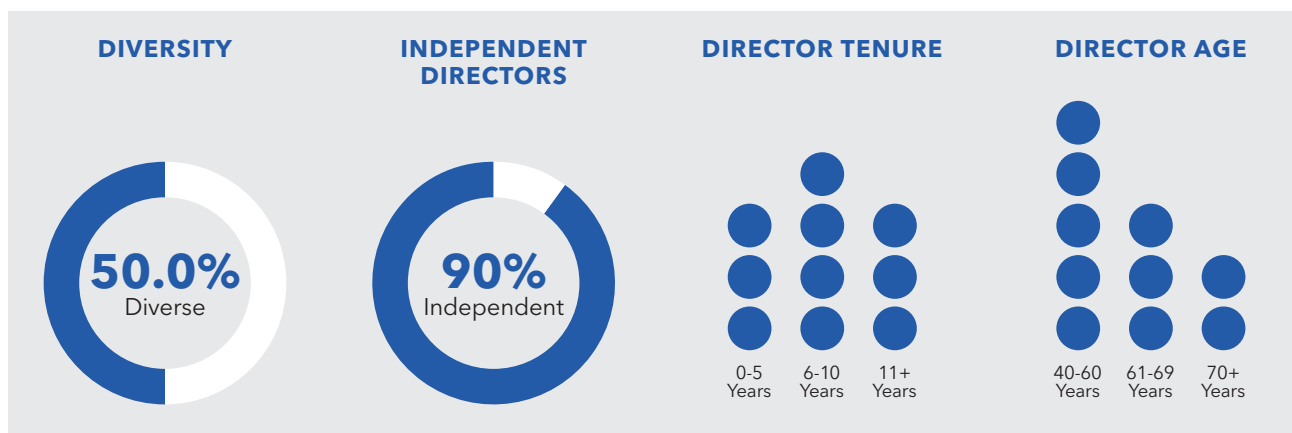 DIVERSITY
50.0%
Diverse
INDEPENDENT
DIRECTORS
90%
Independent
DIRECTOR TENURE
0-5
Years
6-10
Years
11+
Years
DIRECTOR AGE
40-60
Years
61-69
Years
70+
Years